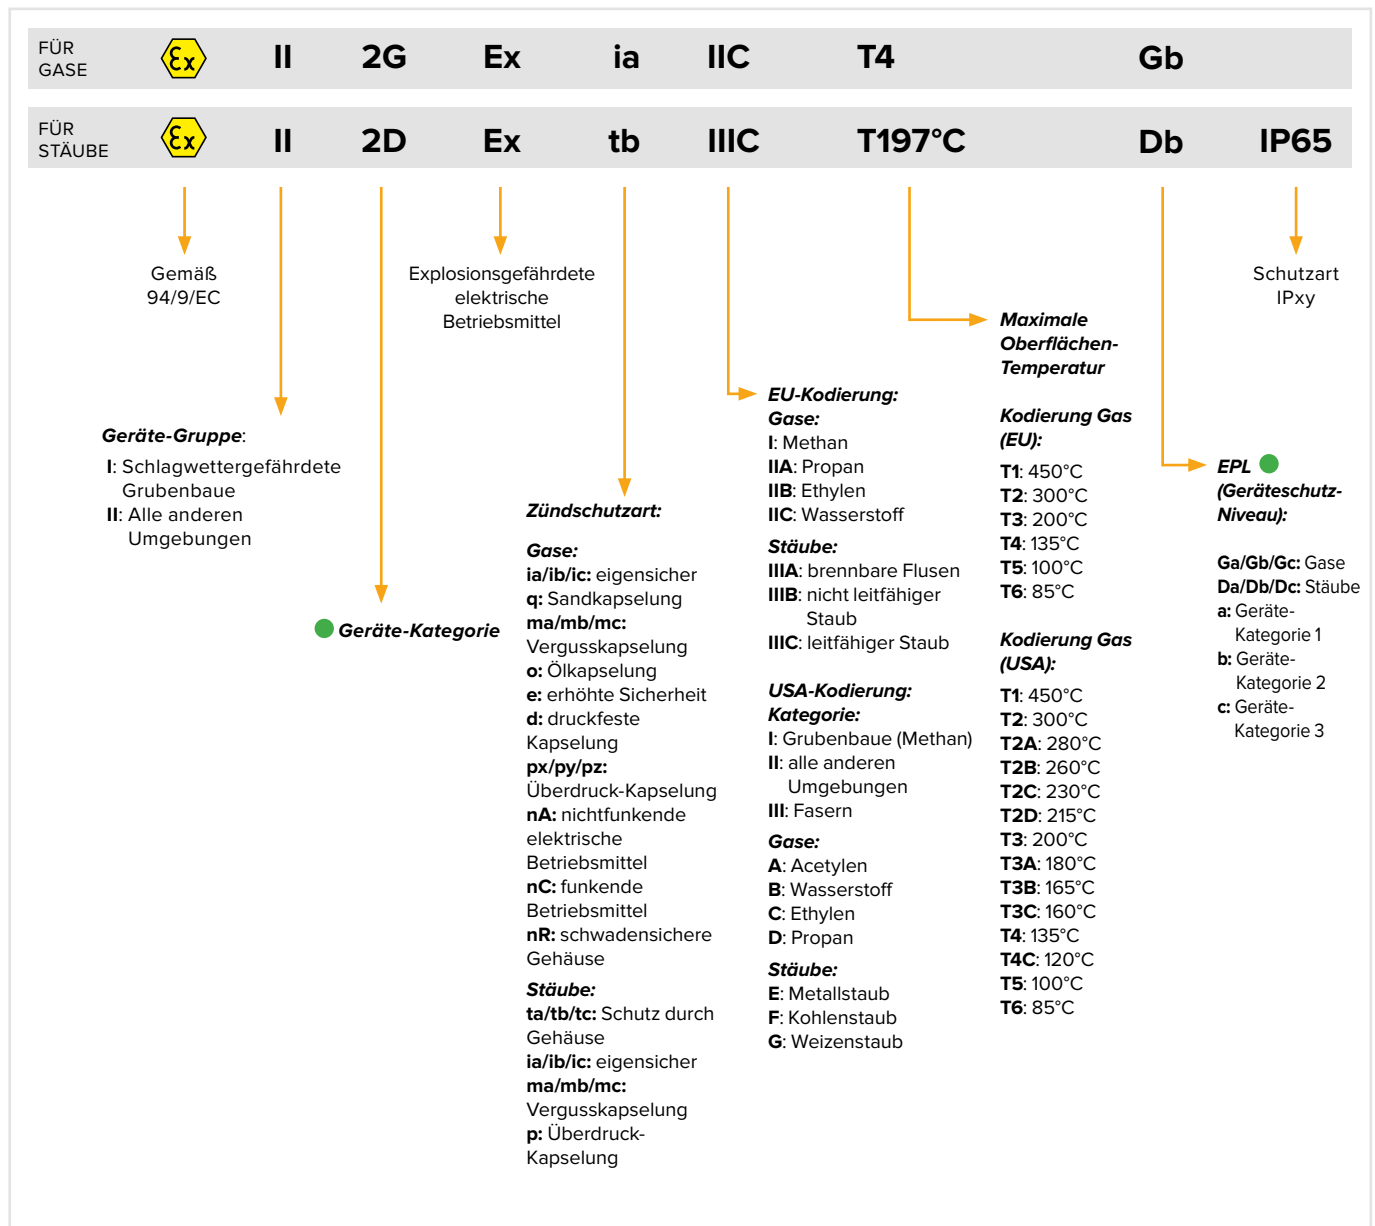 FÜR
GASE
Ex
II
2G
Ex
ia
IIC
T4
Gb
FÜR
STÄUBE
Ex
II
2D
Ex
tb
IIIC
T197°C
Db
IP65
Gemäß
94/9/EC
Explosionsgefährdete
elektrische
Betriebsmittel
Schutzart
IPxy
Geräte-Gruppe:
I: Schlagwettergefährdete
Grubenbaue
II: Alle anderen
Umgebungen
Geräte-Kategorie
Zündschutzart:
Gase:
ia/ib/ic: eigensicher
q: Sandkapselung
ma/mb/mc:
Vergusskapselung
o: Ölkapselung
e: erhöhte Sicherheit
d: druckfeste
Kapselung
px/py/pz:
Überdruck-Kapselung
nA: nichtfunkende
elektrische
Betriebsmittel
nC: funkende
Betriebsmittel
nR: schwadensichere
Gehäuse
Stäube:
ta/tb/tc: Schutz durch
Gehäuse
ia/ib/ic: eigensicher
ma/mb/mc:
Vergusskapselung
p: Überdruck-
Kapselung
EU-Kodierung:
Gase:
I: Methan
IIA: Propan
IIB: Ethylen
IIC: Wasserstoff
Stäube:
IIIA: brennbare Flusen
IIIB: nicht leitfähiger
Staub
IIIC: leitfähiger Staub
USA-Kodierung:
Kategorie:
I: Grubenbaue (Methan)
II: alle anderen
Umgebungen
III: Fasern
Gase:
A: Acetylen
B: Wasserstoff
C: Ethylen
D: Propan
Stäube:
E: Metallstaub
F: Kohlenstaub
G: Weizenstaub
Maximale
Oberflächen-
Temperatur
Kodierung Gas
(EU):
T1: 450°C
T2: 300°C
T3: 200°C
T4: 135°C
T5: 100°C
T6: 85°C
Kodierung Gas
(USA):
T1: 450°C
T2: 300°C
T2A: 280°C
T2B: 260°C
T2C: 230°C
T2D: 215°C
T3: 200°C
T3A: 180°C
T3B: 165°C
T3C: 160°C
T4: 135°C
T4C: 120°C
T5: 100°C
T6: 85°C
EPL
(Geräteschutz-
Niveau):
Ga/Gb/Gc: Gase
Da/Db/Dc: Stäube
a: Geräte-
Kategorie 1
b: Geräte-
Kategorie 2
c: Geräte-
Kategorie 3